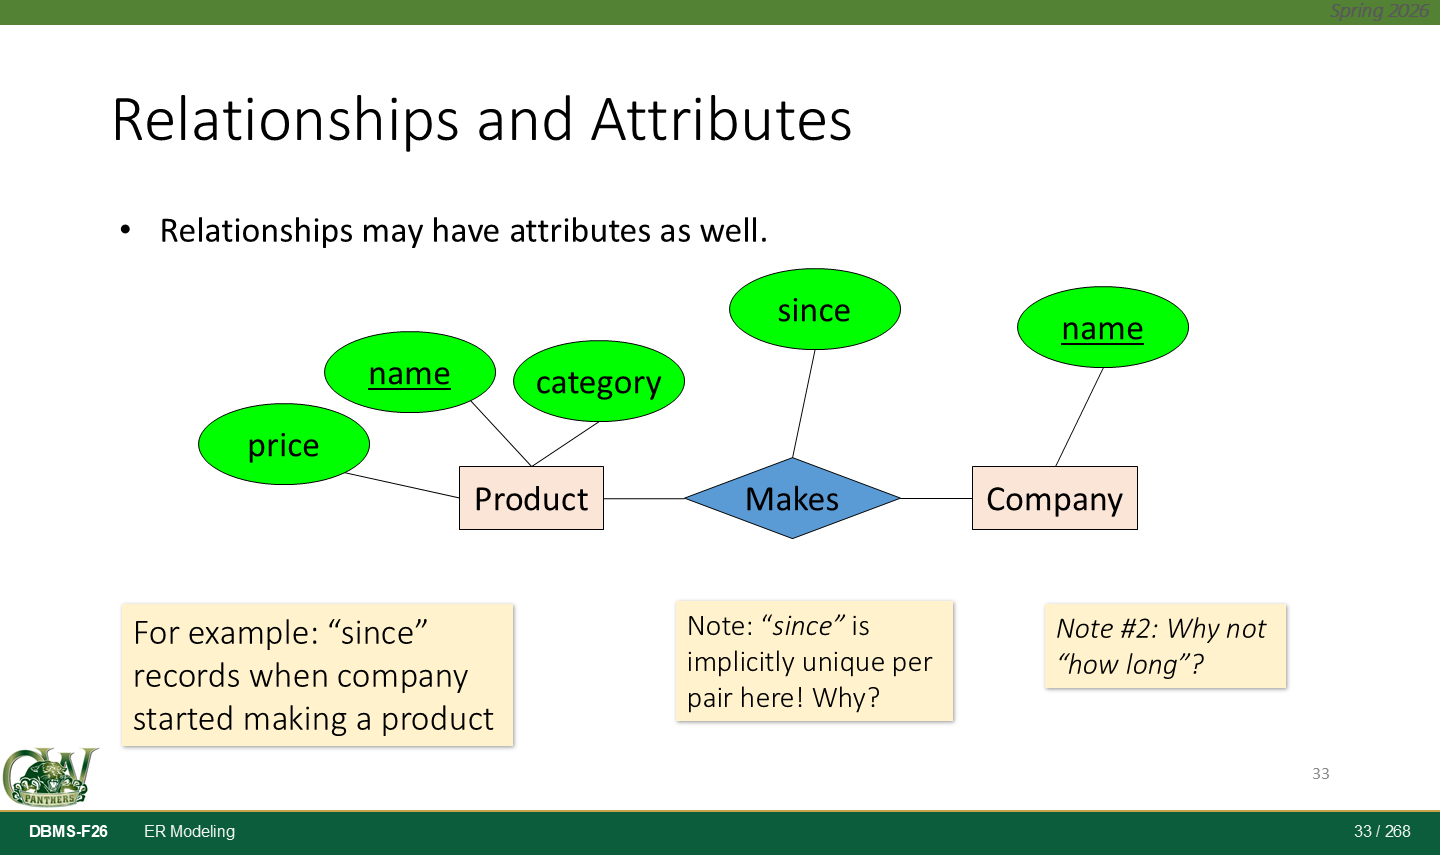 Spring 2026
Relationships and Attributes
• Relationships may have attributes as well.
since
name
name
category
price
Product
Makes
Company
For example: “since”
records when company
started making a product
Note: “since” is
implicitly unique per
pair here! Why?
Note #2: Why not
“how long”?
33
OW
PANTHERS
DBMS-F26 ER Modeling 33 / 268